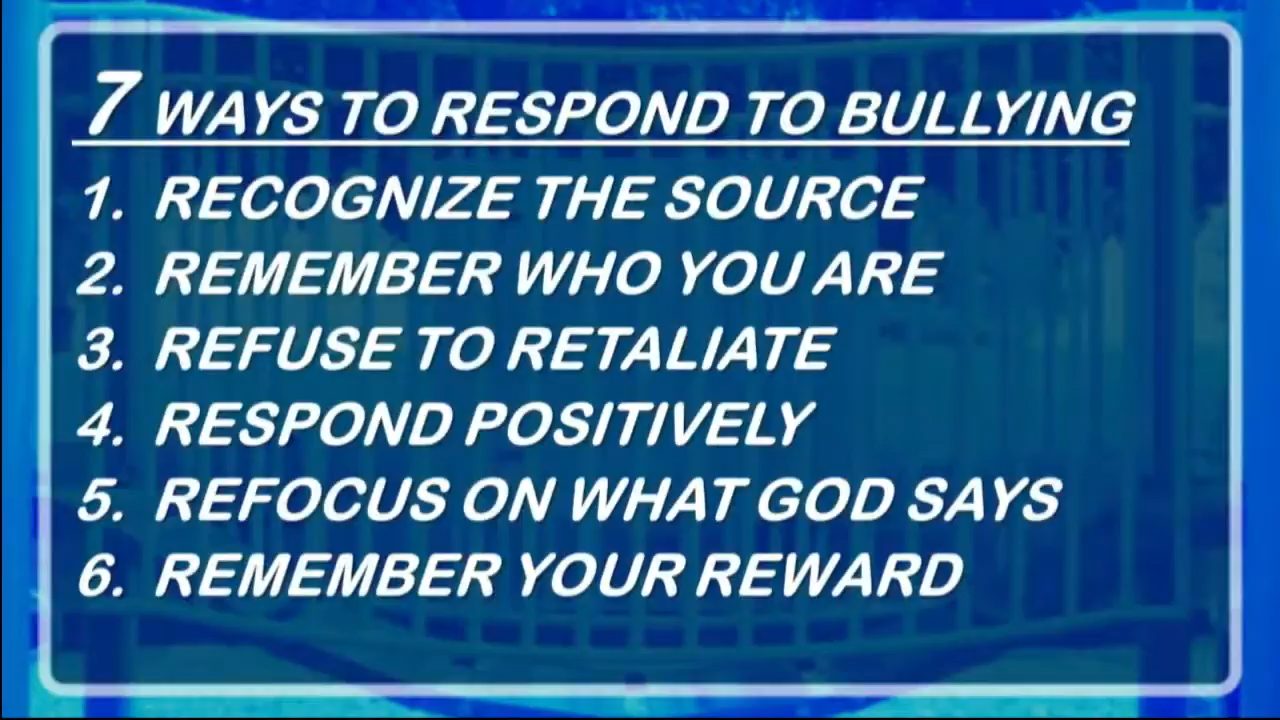 7 WAYS TO RESPOND TO BULLYING
1. RECOGNIZE THE SOURCE
2. REMEMBER WHO YOU ARE
3. REFUSE TO RETALIATE
4. RESPOND POSITIVELY
5. REFOCUS ON WHAT GOD SAYS
6. REMEMBER YOUR REWARD